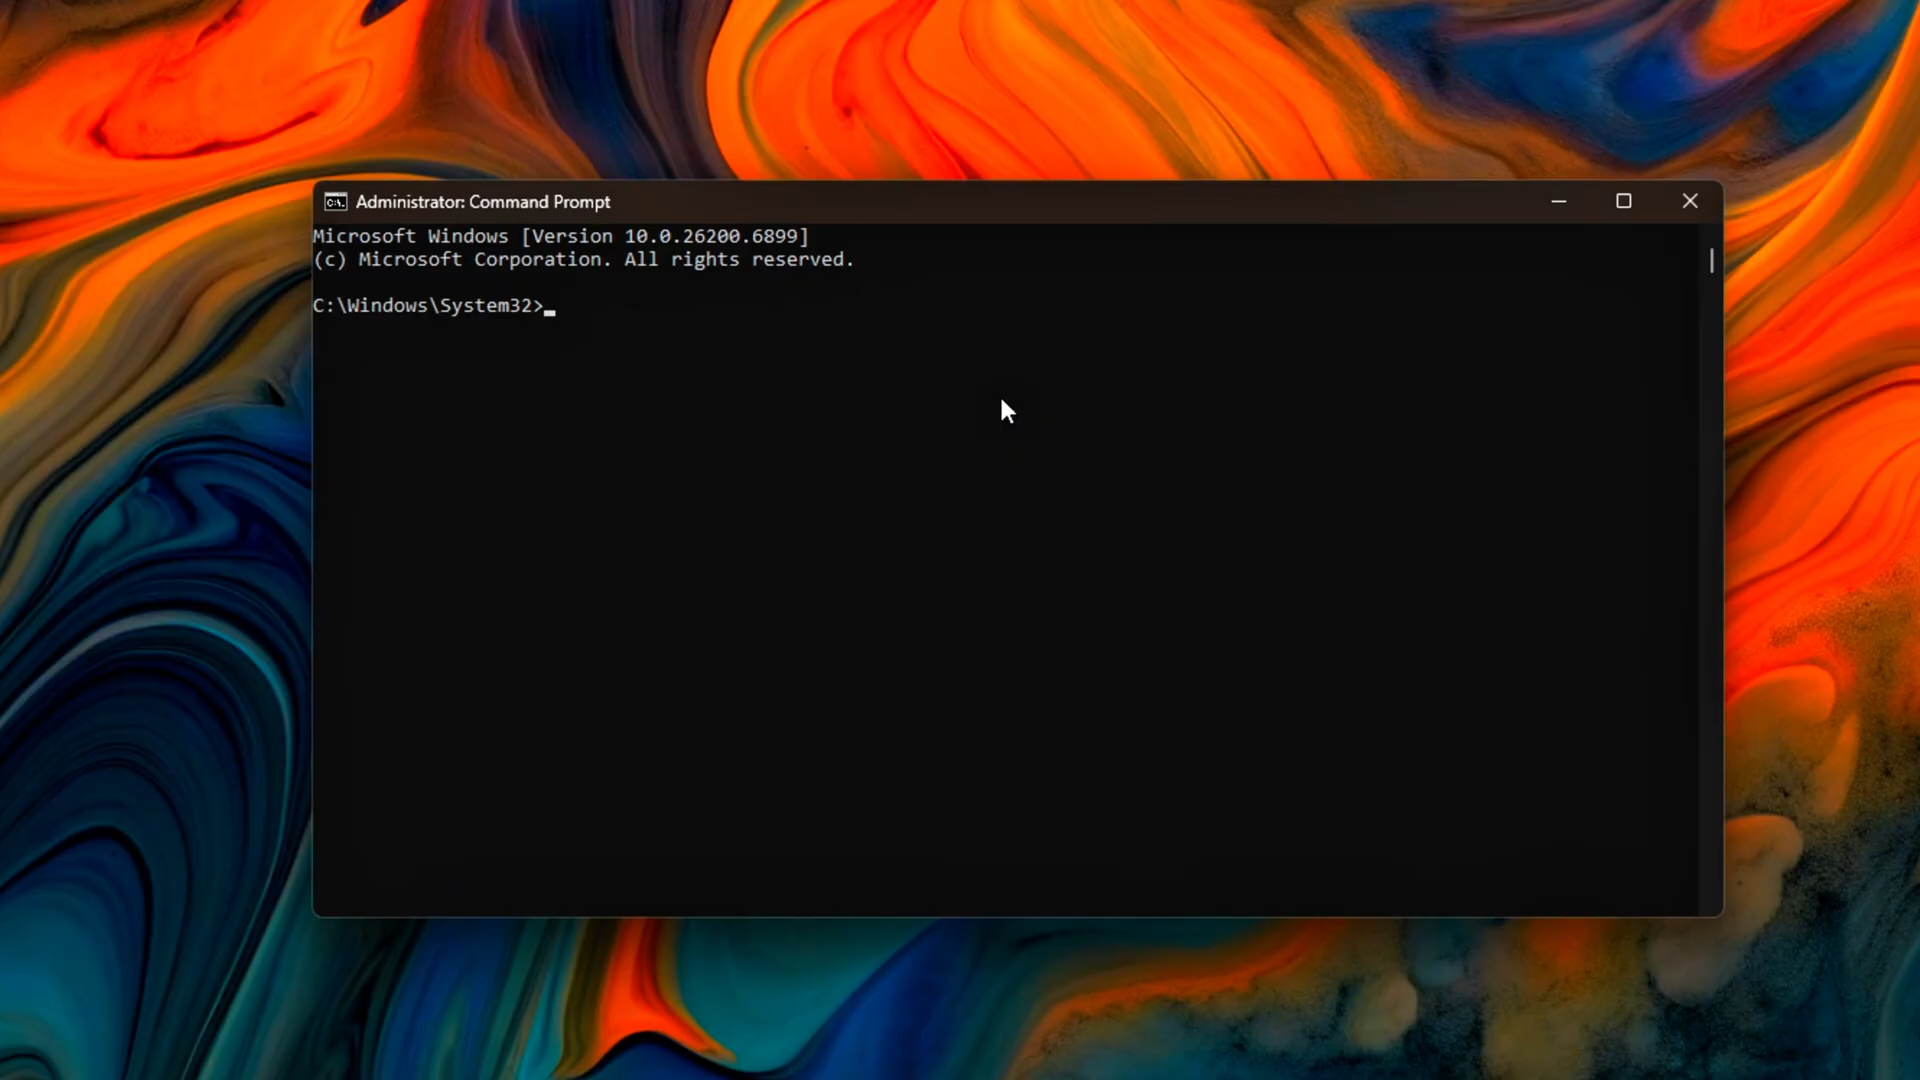 Administrator: Command Prompt
Microsoft Windows [Version 10.0.26200.6899]
(c) Microsoft Corporation. All rights reserved.
C:\Windows\System32>